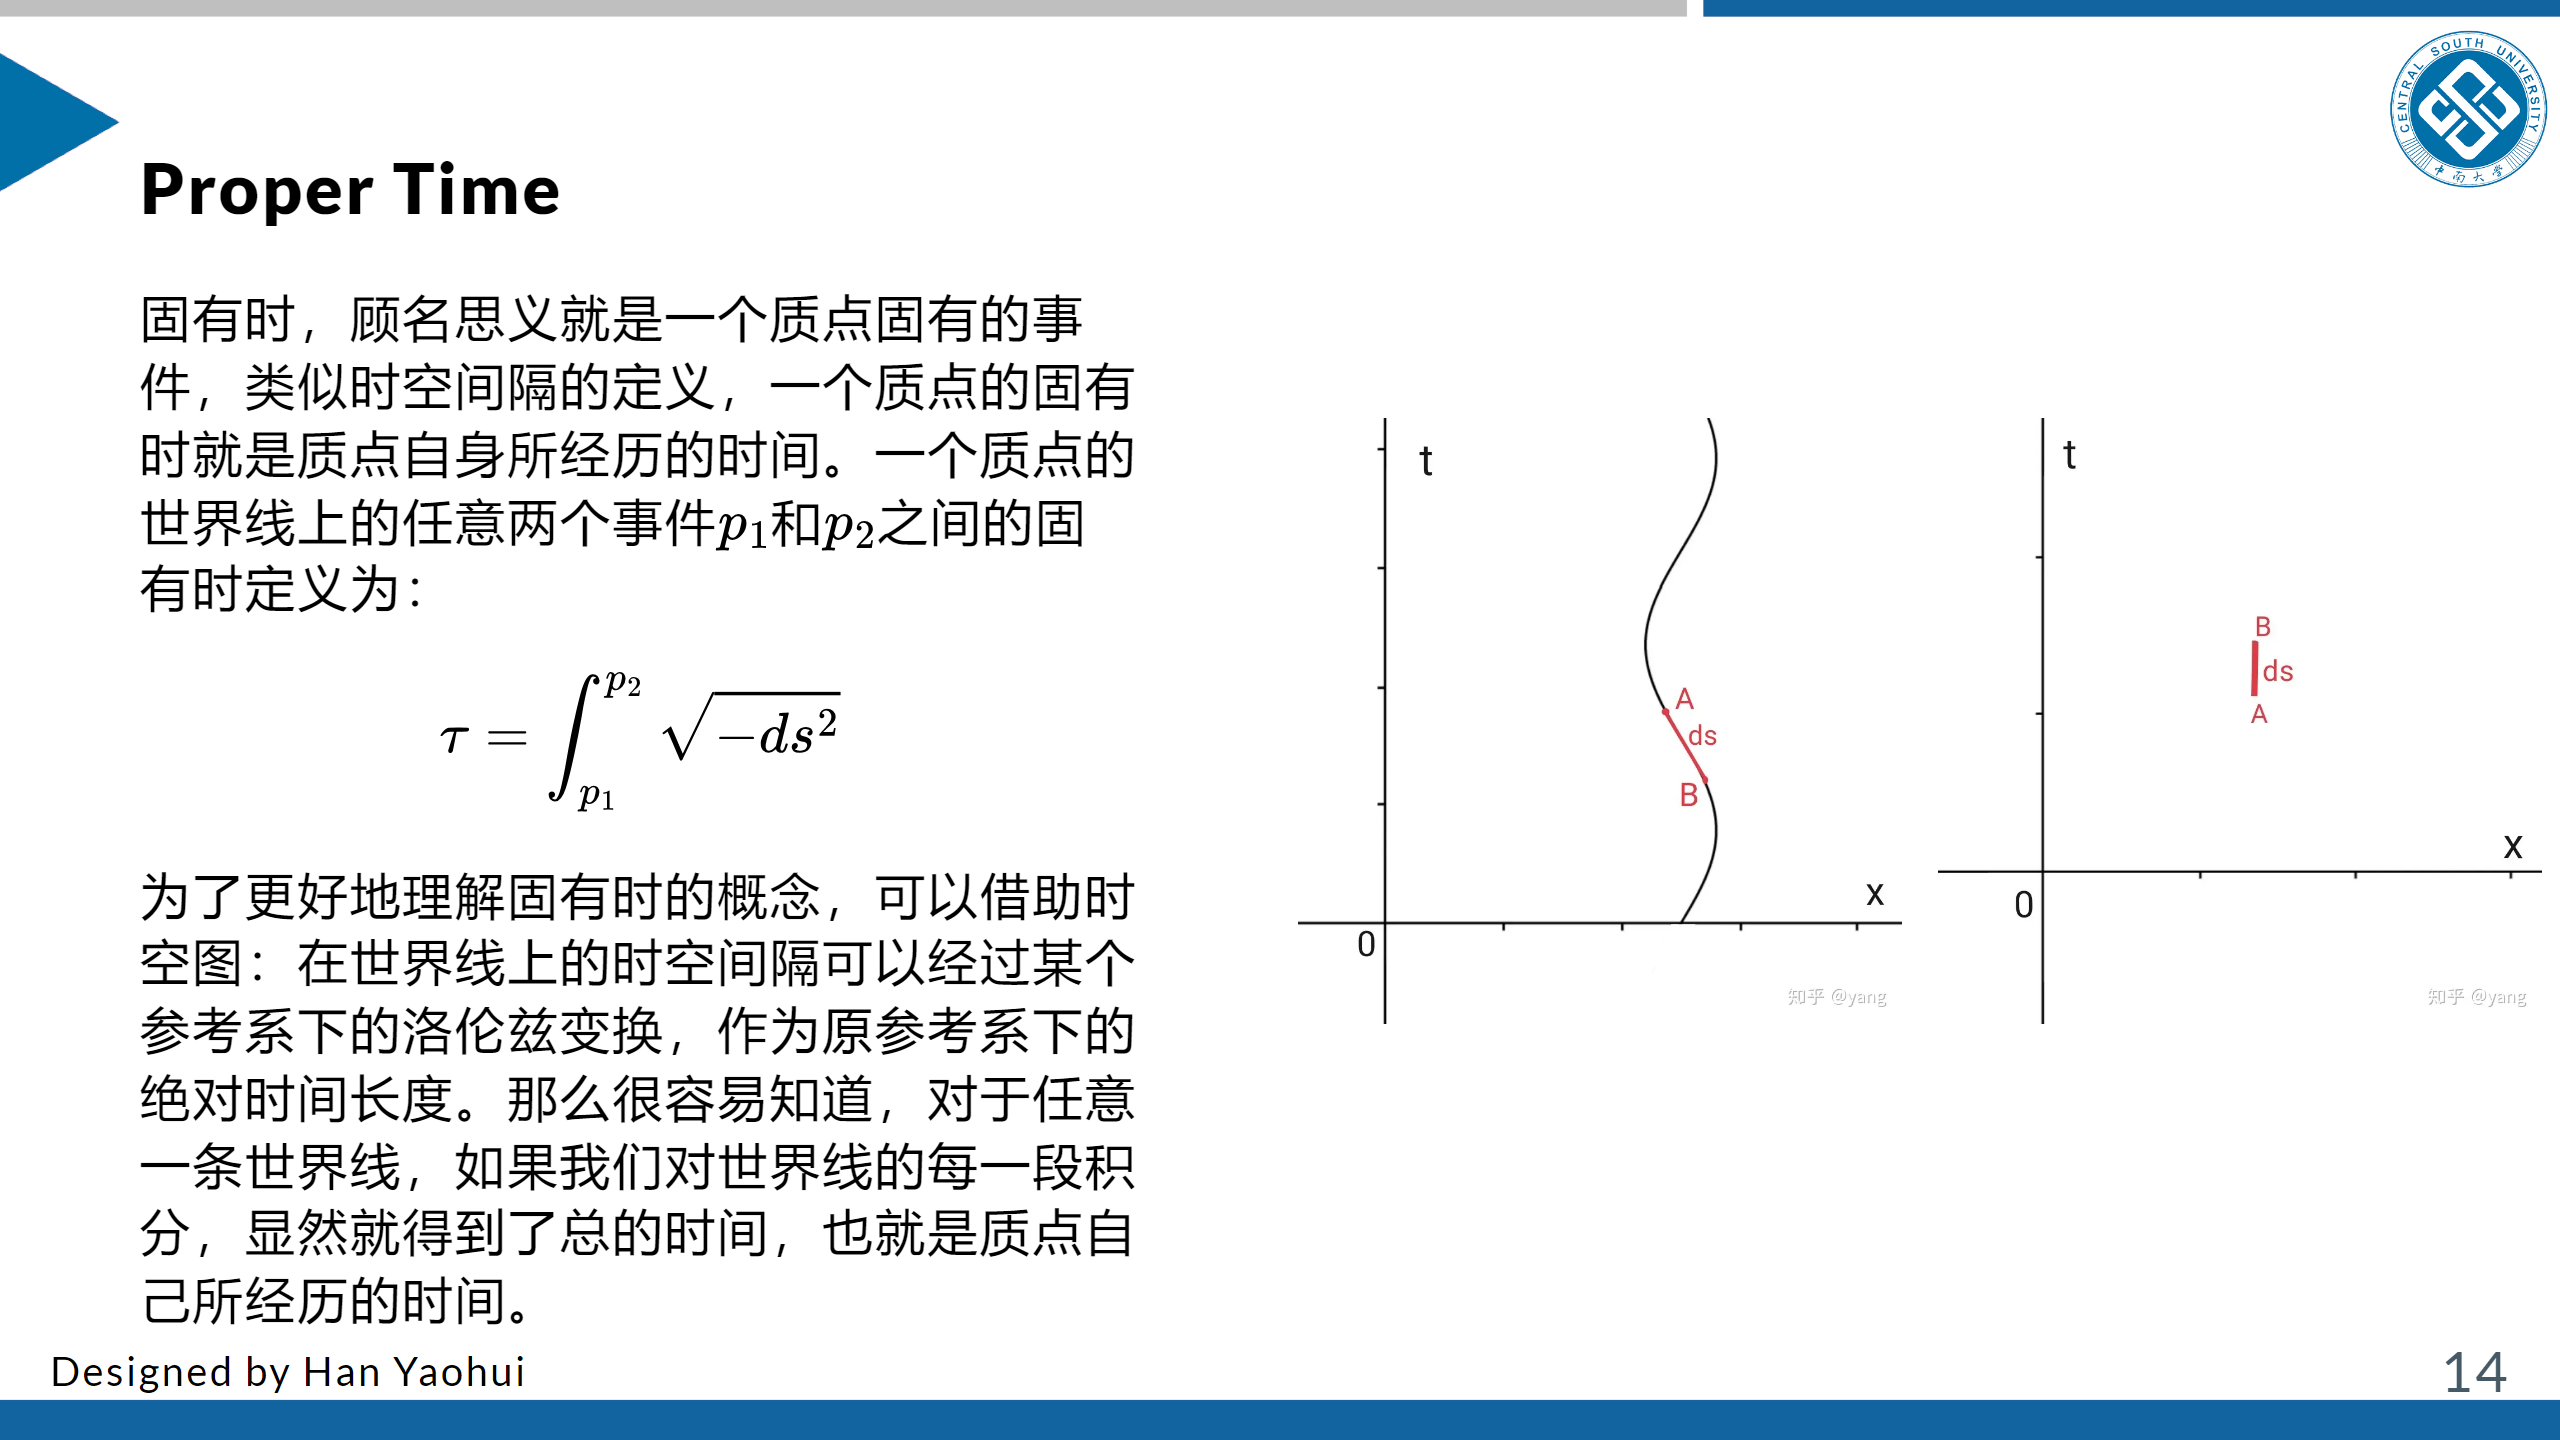 CENTRAL SOUTH UNIVERSITY
中南大学
Proper Time
固有时，顾名思义就是一个质点固有的事
件，类似时空间隔的定义，一个质点的固有
时就是质点自身所经历的时间。一个质点的
世界线上的任意两个事件p₁和p₂之间的固
有时定义为：
τ = ∫_{p₁}^{p₂} √(−ds²)
为了更好地理解固有时的概念，可以借助时
空图：在世界线上的时空间隔可以经过某个
参考系下的洛伦兹变换，作为原参考系下的
绝对时间长度。那么很容易知道，对于任意
一条世界线，如果我们对世界线的每一段积
分，显然就得到了总的时间，也就是质点自
己所经历的时间。
t
A
ds
B
x
0
知乎 @yang
t
B
ds
A
x
0
知乎 @yang
Designed by Han Yaohui
14